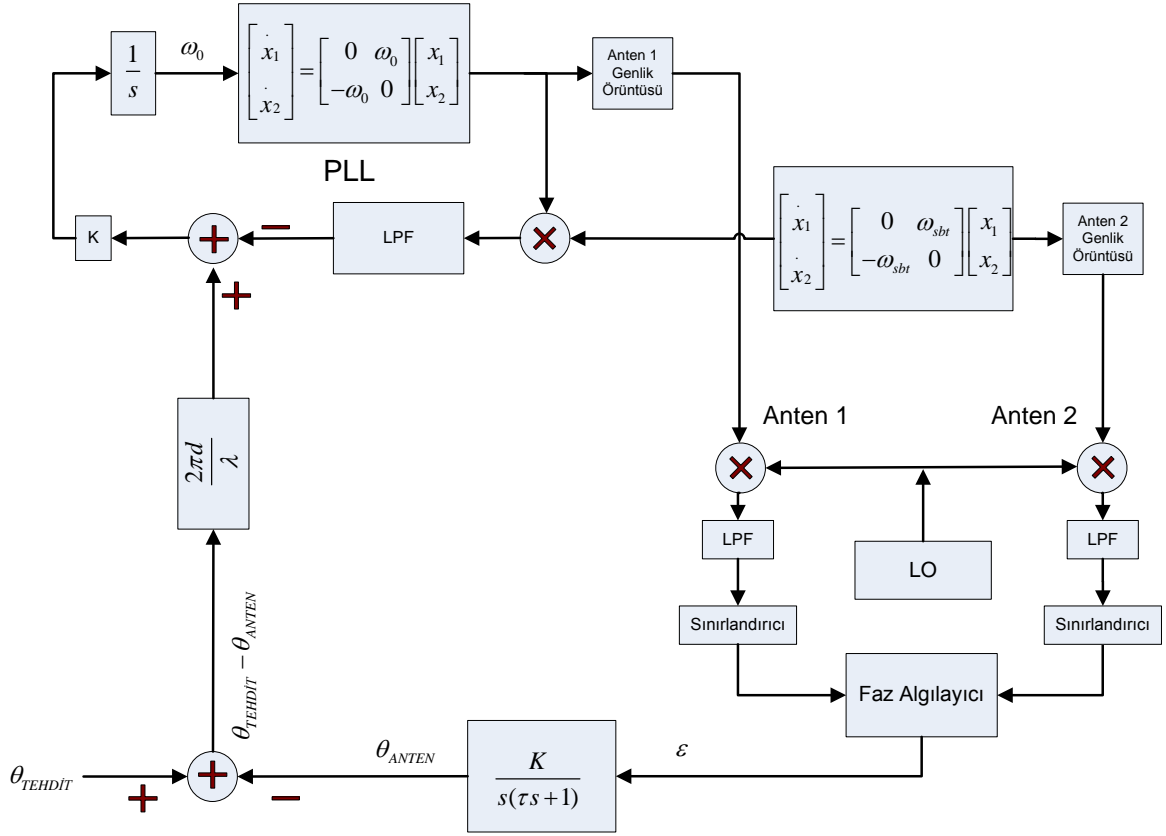 1/s
ω₀
[ẋ₁ ẋ₂] = [0 ω₀ −ω₀ 0][x₁ x₂]
Anten 1
Genlik
Örüntüsü
PLL
K
+
−
LPF
×
[ẋ₁ ẋ₂] = [0 ω_sbt −ω_sbt 0][x₁ x₂]
Anten 2
Genlik
Örüntüsü
+
2πd/λ
Anten 1
Anten 2
×
×
LPF
LO
LPF
Sınırlandırıcı
Sınırlandırıcı
Faz Algılayıcı
θ_TEHDİT − θ_ANTEN
θ_TEHDİT
+
+
−
θ_ANTEN
K/s(τs+1)
ε